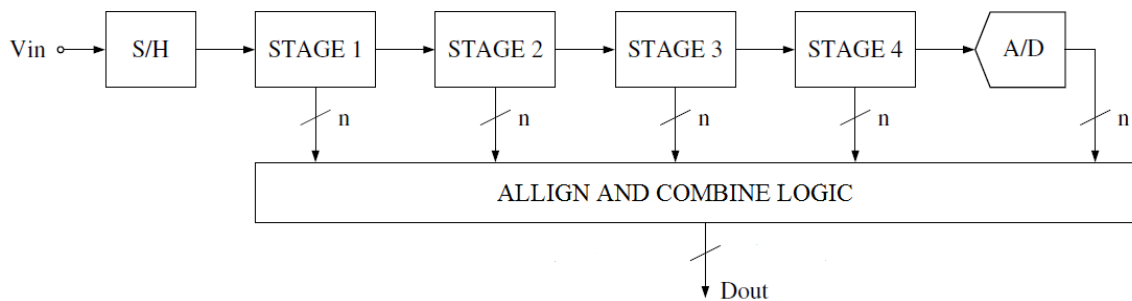 Vin
S/H
STAGE 1
STAGE 2
STAGE 3
STAGE 4
A/D
n
n
n
n
n
ALLIGN AND COMBINE LOGIC
Dout